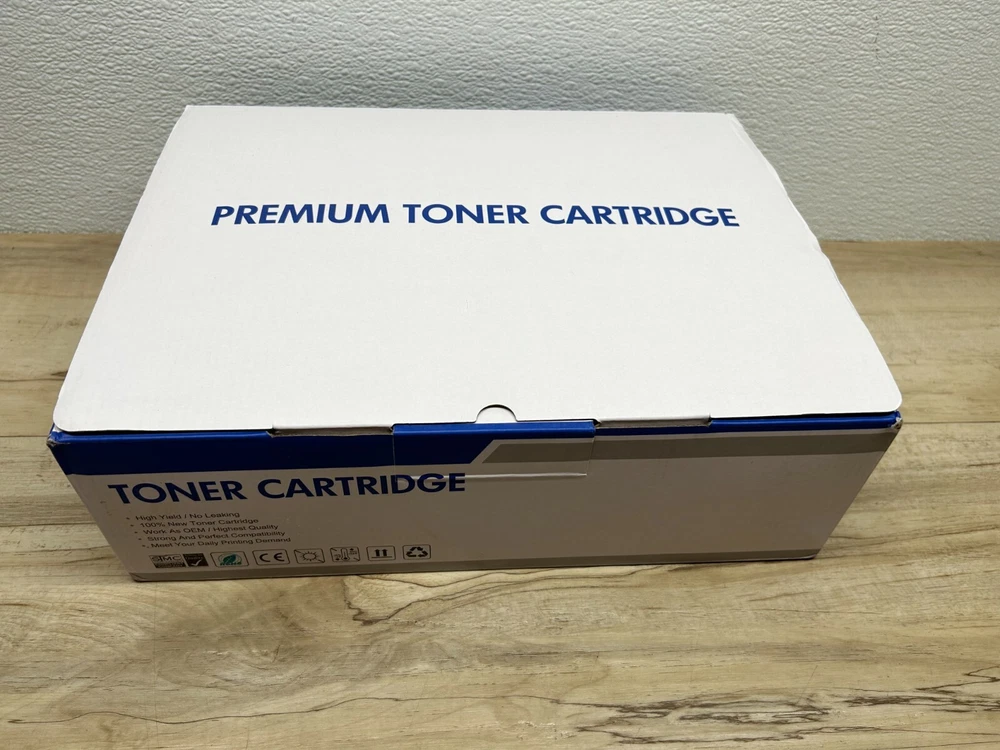 PREMIUM TONER CARTRIDGE
TONER CARTRIDGE
• High Yield / No Leaking
• 100% New Toner Cartridge
• Work As OEM / Highest Quality
• Strong And Perfect Compatibility
• Meet Your Daily Printing Demand
CE